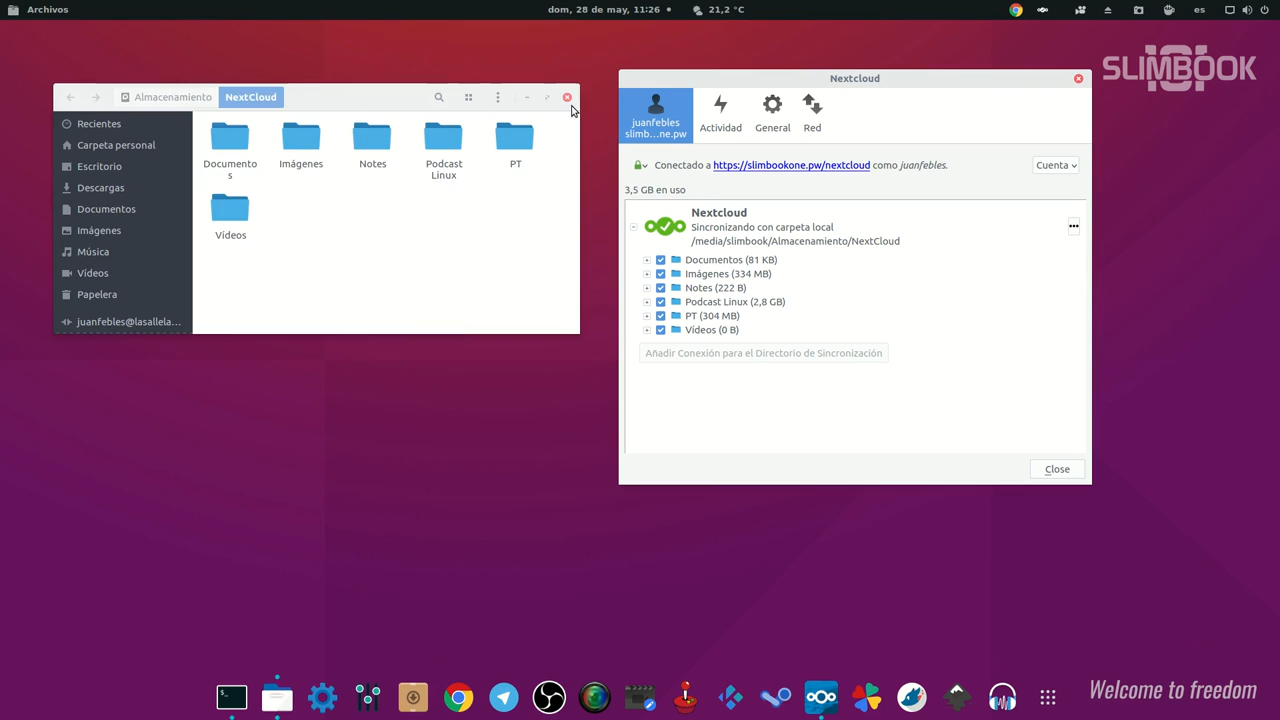 Archivos
dom, 28 de may, 11:26
21,2 °C
es
SLIMBOOK
Almacenamiento
NextCloud
Recientes
Carpeta personal
Escritorio
Descargas
Documentos
Imágenes
Música
Vídeos
Papelera
juanfebles@lasallela...
Documento
s
Imágenes
Notes
Podcast
Linux
PT
Vídeos
Nextcloud
juanfebles
slimb...ne.pw
Actividad
General
Red
Conectado a https://slimbookone.pw/nextcloud como juanfebles.
Cuenta
3,5 GB en uso
Nextcloud
Sincronizando con carpeta local
/media/slimbook/Almacenamiento/NextCloud
Documentos (81 KB)
Imágenes (334 MB)
Notes (222 B)
Podcast Linux (2,8 GB)
PT (304 MB)
Vídeos (0 B)
Añadir Conexión para el Directorio de Sincronización
Close
Welcome to freedom